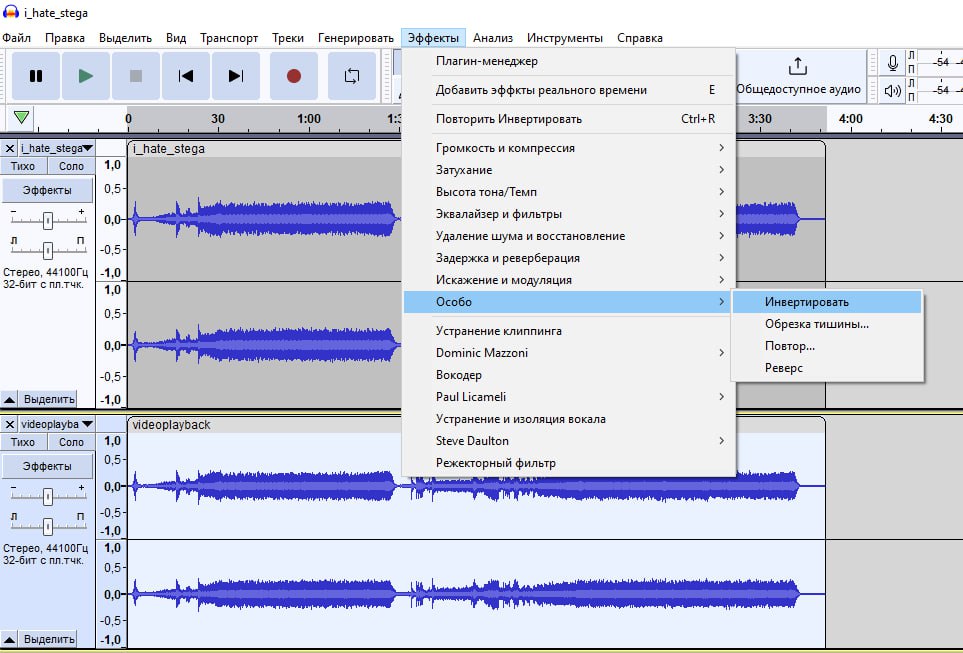 i_hate_stega
Файл Правка Выделить Вид Транспорт Треки Генерировать Эффекты Анализ Инструменты Справка
Общедоступное аудио
Л -54
П
Л -54
П
0 30 1:00 1:3 3:30 4:00 4:30
Плагин-менеджер
Добавить эффкты реального времени E
Повторить Инвертировать Ctrl+R
Громкость и компрессия
Затухание
Высота тона/Темп
Эквалайзер и фильтры
Удаление шума и восстановление
Задержка и реверберация
Искажение и модуляция
Особо
Устранение клиппинга
Dominic Mazzoni
Вокодер
Paul Licameli
Устранение и изоляция вокала
Steve Daulton
Режекторный фильтр
Инвертировать
Обрезка тишины...
Повтор...
Реверс
i_hate_stega
Тихо Соло
Эффекты
- +
Л П
Стерео, 44100Гц
32-бит с пл.тчк.
Выделить
1,0
0,5-
0,0-
-0,5-
-1,0
1,0
0,5-
0,0-
-0,5-
-1,0
i_hate_stega
videoplayba
Тихо Соло
Эффекты
- +
Л П
Стерео, 44100Гц
32-бит с пл.тчк.
Выделить
1,0
0,5-
0,0-
-0,5-
-1,0
1,0
0,5-
0,0-
-0,5-
-1,0
videoplayback